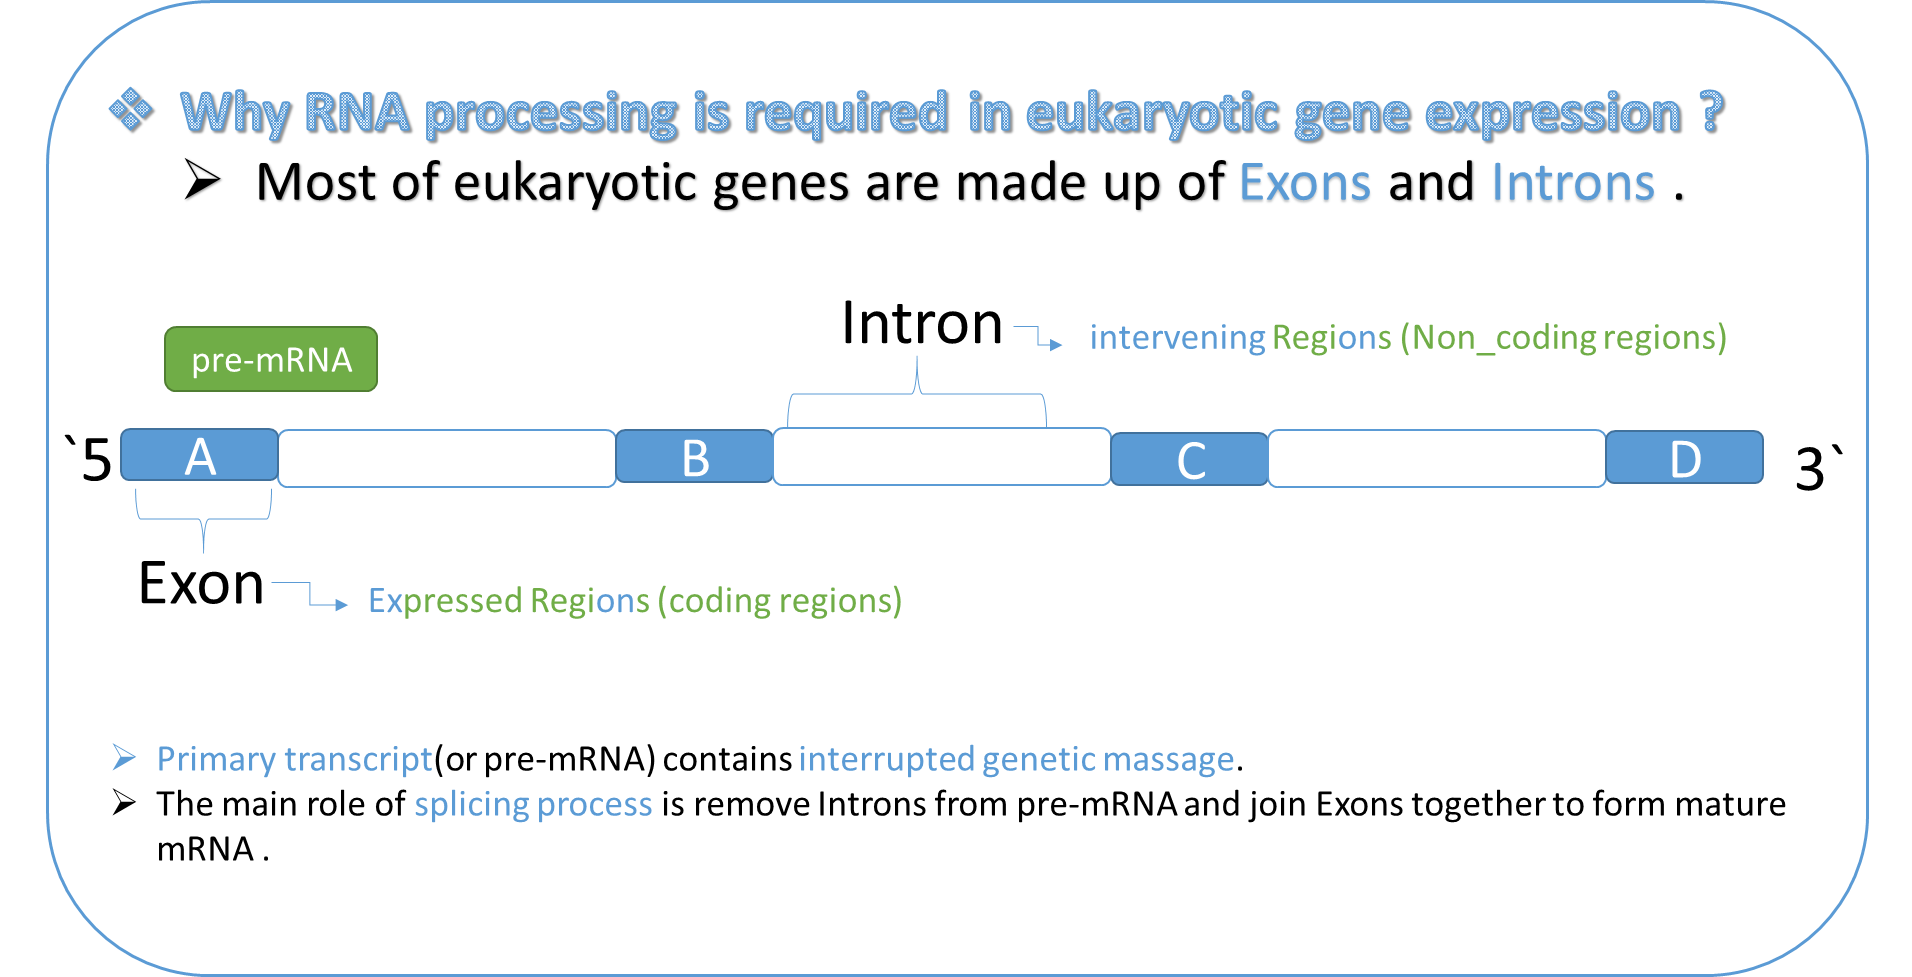 ❖ Why RNA processing is required in eukaryotic gene expression ?
➢ Most of eukaryotic genes are made up of Exons and Introns .
Intron
intervening Regions (Non_coding regions)
pre-mRNA
`5 A B C D 3`
Exon
Expressed Regions (coding regions)
➢ Primary transcript(or pre-mRNA) contains interrupted genetic massage.
➢ The main role of splicing process is remove Introns from pre-mRNA and join Exons together to form mature
mRNA .